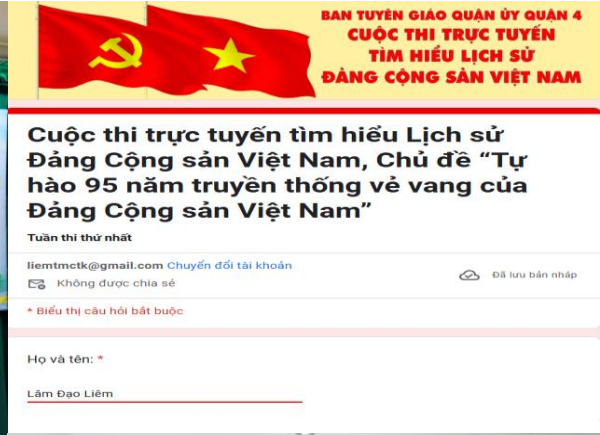 BAN TUYÊN GIÁO QUẬN ỦY QUẬN 4
CUỘC THI TRỰC TUYẾN
TÌM HIỂU LỊCH SỬ
ĐẢNG CỘNG SẢN VIỆT NAM
Cuộc thi trực tuyến tìm hiểu Lịch sử
Đảng Cộng sản Việt Nam, Chủ đề “Tự
hào 95 năm truyền thống vẻ vang của
Đảng Cộng sản Việt Nam”
Tuần thi thứ nhất
liemtmctk@gmail.com Chuyển đổi tài khoản
Không được chia sẻ
Đã lưu bản nháp
* Biểu thị câu hỏi bắt buộc
Họ và tên: *
Lâm Đạo Liêm